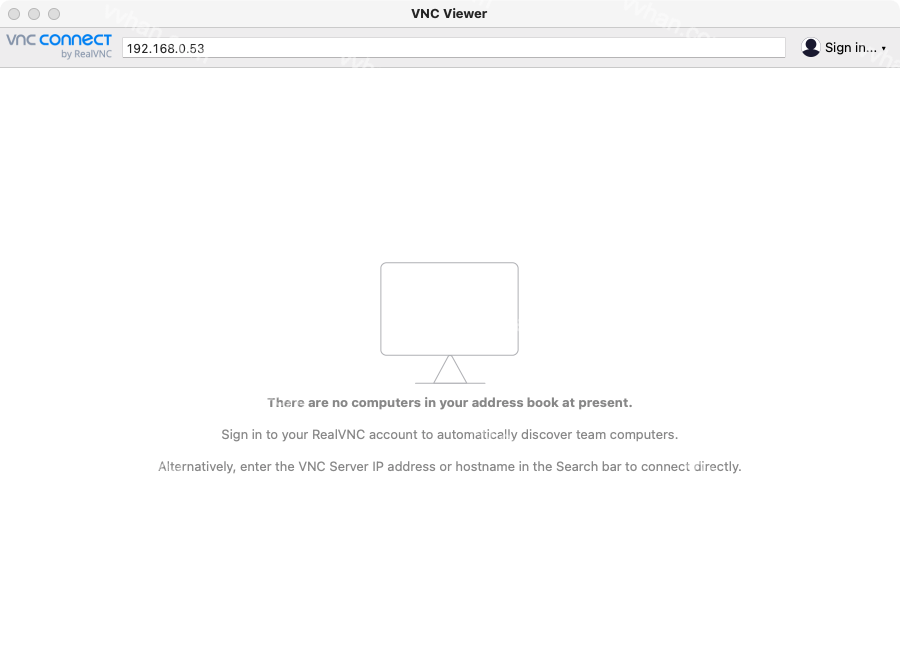 VNC Viewer
vnc connect
by RealVNC
192.168.0.53
Sign in...
There are no computers in your address book at present.
Sign in to your RealVNC account to automatically discover team computers.
Alternatively, enter the VNC Server IP address or hostname in the Search bar to connect directly.